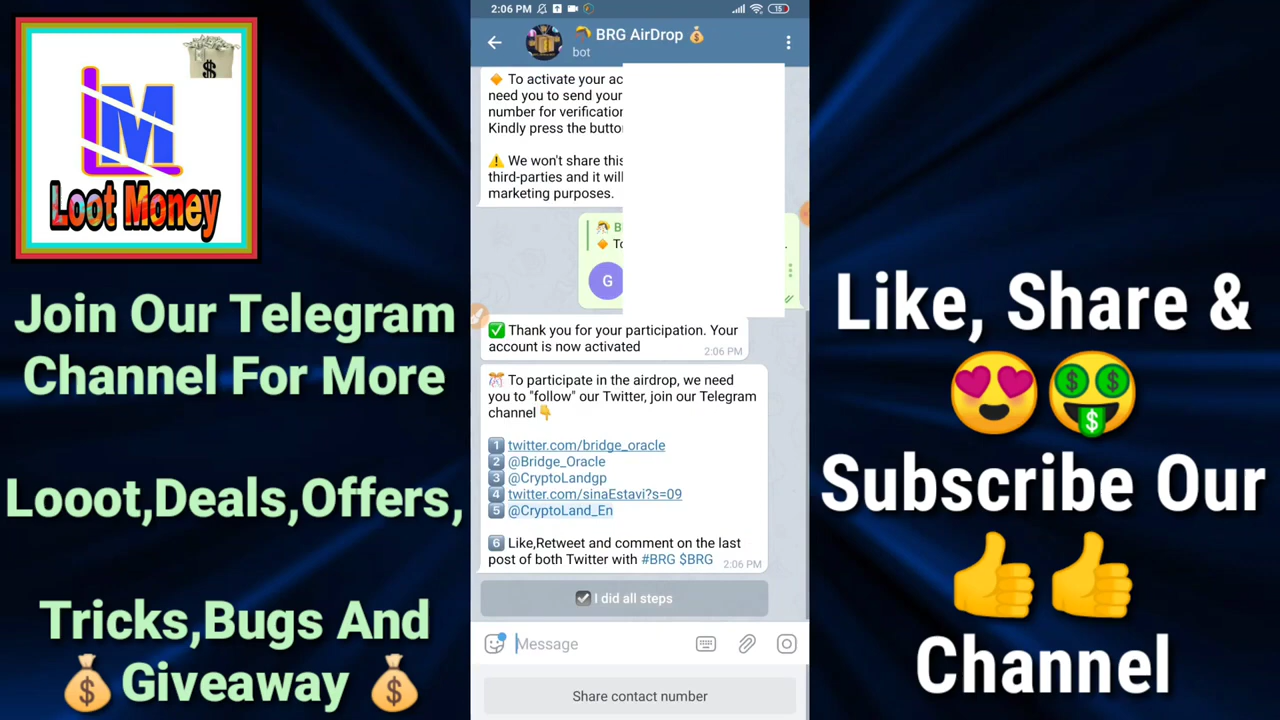 LM
Loot Money
Join Our Telegram
Channel For More
Looot,Deals,Offers,
Tricks,Bugs And
Giveaway
2:06 PM
15
BRG AirDrop
bot
To activate your ac
need you to send your
number for verification
Kindly press the butto
We won't share this
third-parties and it will
marketing purposes.
B
To
G
Thank you for your participation. Your
account is now activated
2:06 PM
To participate in the airdrop, we need
you to "follow" our Twitter, join our Telegram
channel
1 twitter.com/bridge_oracle
2 @Bridge_Oracle
3 @CryptoLandgp
4 twitter.com/sinaEstavi?s=09
5 @CryptoLand_En
6 Like,Retweet and comment on the last
post of both Twitter with #BRG $BRG
2:06 PM
I did all steps
Message
Share contact number
Like, Share &
Subscribe Our
Channel